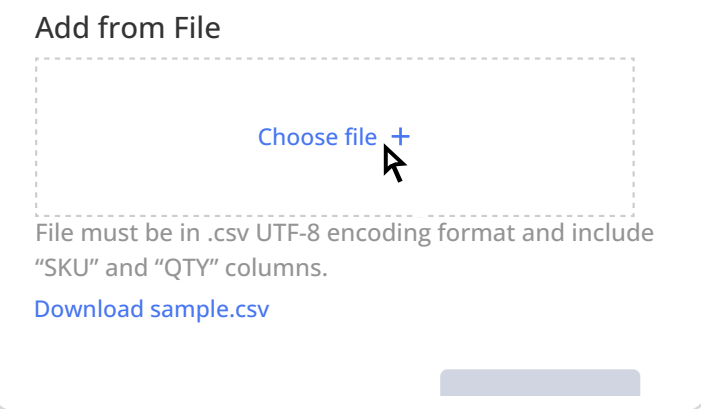 Add from File
Choose file +
File must be in .csv UTF-8 encoding format and include
“SKU” and “QTY” columns.
Download sample.csv